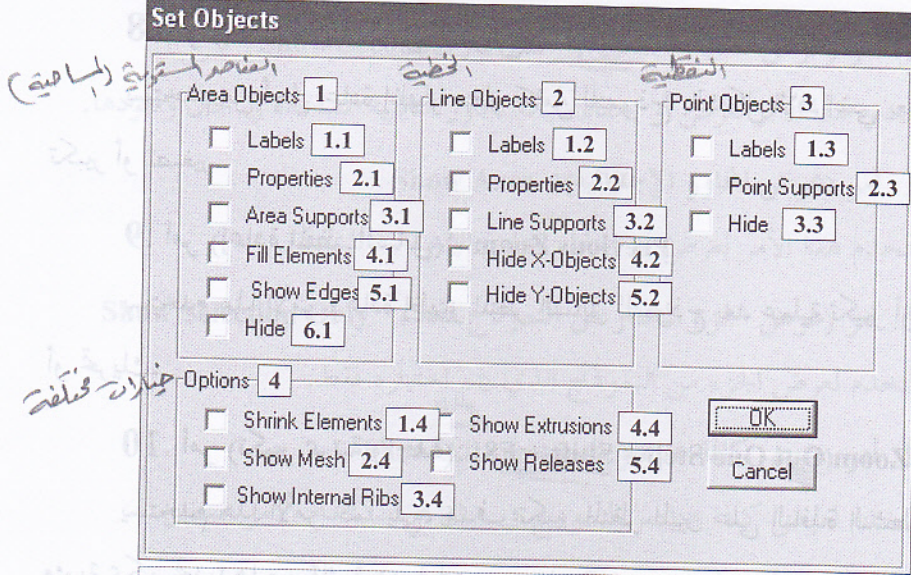 Set Objects
العناصر المستوية (المساحية)
الخطية
النقطية
Area Objects 1
Labels 1.1
Properties 2.1
Area Supports 3.1
Fill Elements 4.1
Show Edges 5.1
Hide 6.1
Line Objects 2
Labels 1.2
Properties 2.2
Line Supports 3.2
Hide X-Objects 4.2
Hide Y-Objects 5.2
Point Objects 3
Labels 1.3
Point Supports 2.3
Hide 3.3
خيارات مختلفة
Options 4
Shrink Elements 1.4
Show Mesh 2.4
Show Internal Ribs 3.4
Show Extrusions 4.4
Show Releases 5.4
OK
Cancel